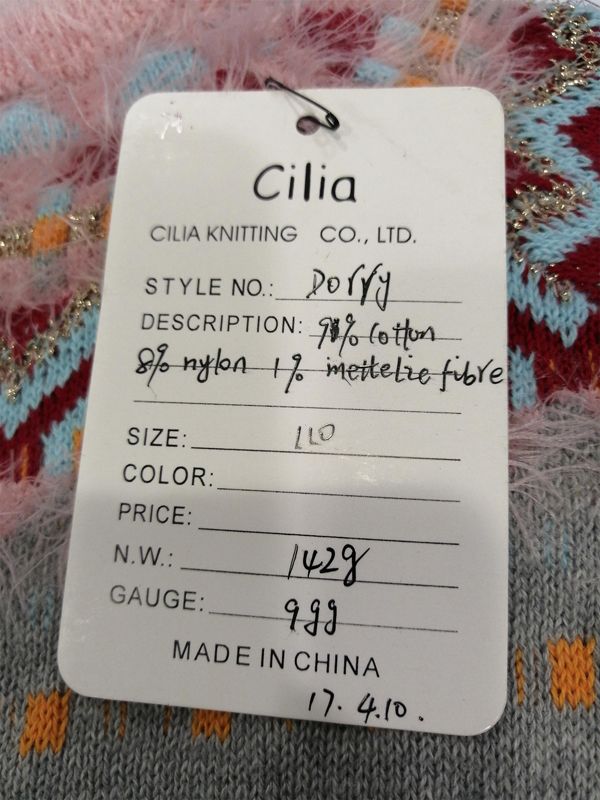 Cilia
CILIA KNITTING CO., LTD.
STYLE NO.: Dorry
DESCRIPTION: 91% cotton
8% nylon 1% mettelie fibre
SIZE: 110
COLOR:
PRICE:
N.W.: 142g
GAUGE: 9gg
MADE IN CHINA
17. 4.10.